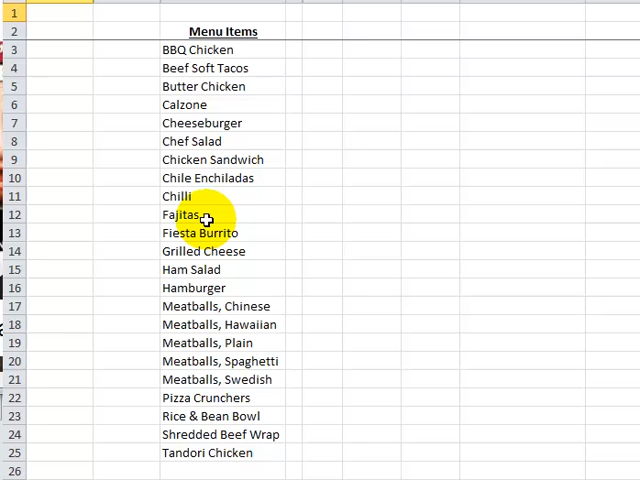 1
2 Menu Items
3 BBQ Chicken
4 Beef Soft Tacos
5 Butter Chicken
6 Calzone
7 Cheeseburger
8 Chef Salad
9 Chicken Sandwich
10 Chile Enchiladas
11 Chilli
12 Fajitas
13 Fiesta Burrito
14 Grilled Cheese
15 Ham Salad
16 Hamburger
17 Meatballs, Chinese
18 Meatballs, Hawaiian
19 Meatballs, Plain
20 Meatballs, Spaghetti
21 Meatballs, Swedish
22 Pizza Crunchers
23 Rice & Bean Bowl
24 Shredded Beef Wrap
25 Tandori Chicken
26